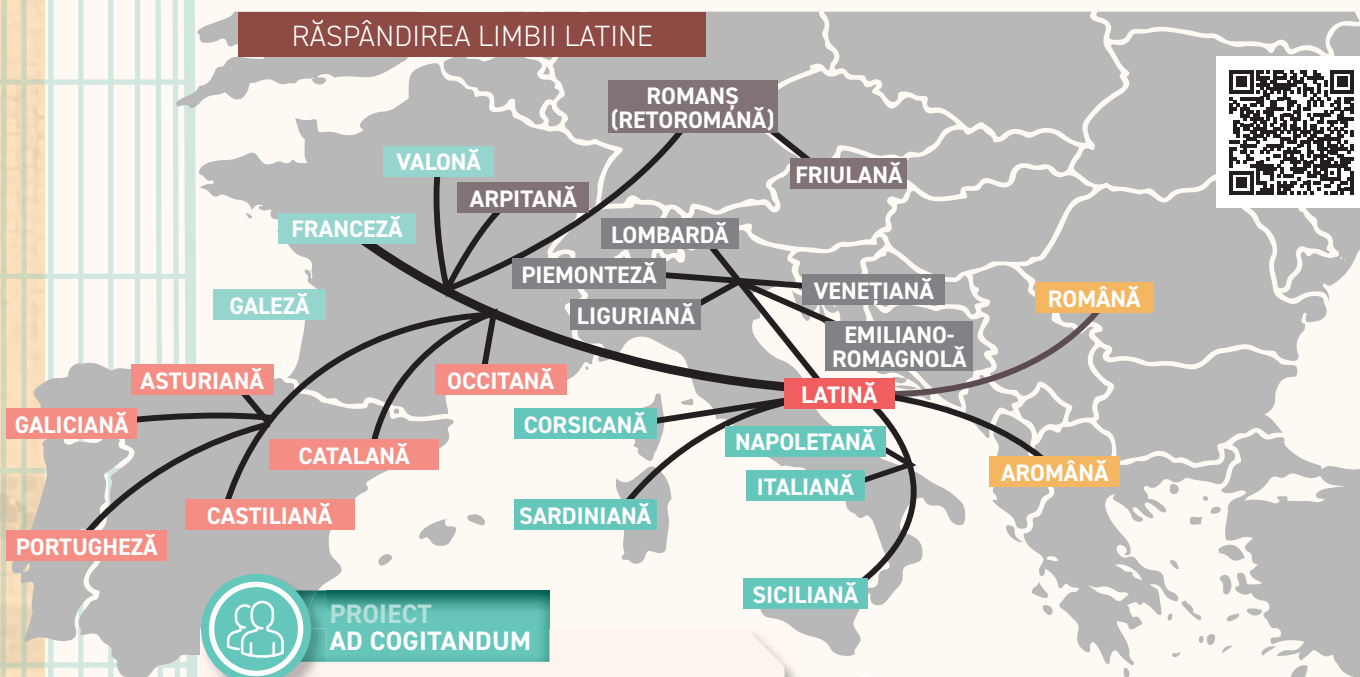 RĂSPÂNDIREA LIMBII LATINE
ROMANȘ
(RETOROMANĂ)
VALONĂ
FRIULANĂ
ARPITANĂ
FRANCEZĂ
LOMBARDĂ
PIEMONTEZĂ
VENEȚIANĂ
ROMÂNĂ
GALEZĂ
LIGURIANĂ
EMILIANO-
ROMAGNOLĂ
ASTURIANĂ
OCCITANĂ
LATINĂ
GALICIANĂ
CORSICANĂ
NAPOLETANĂ
CATALANĂ
AROMÂNĂ
ITALIANĂ
CASTILIANĂ
SARDINIANĂ
PORTUGHEZĂ
SICILIANĂ
PROIECT
AD COGITANDUM